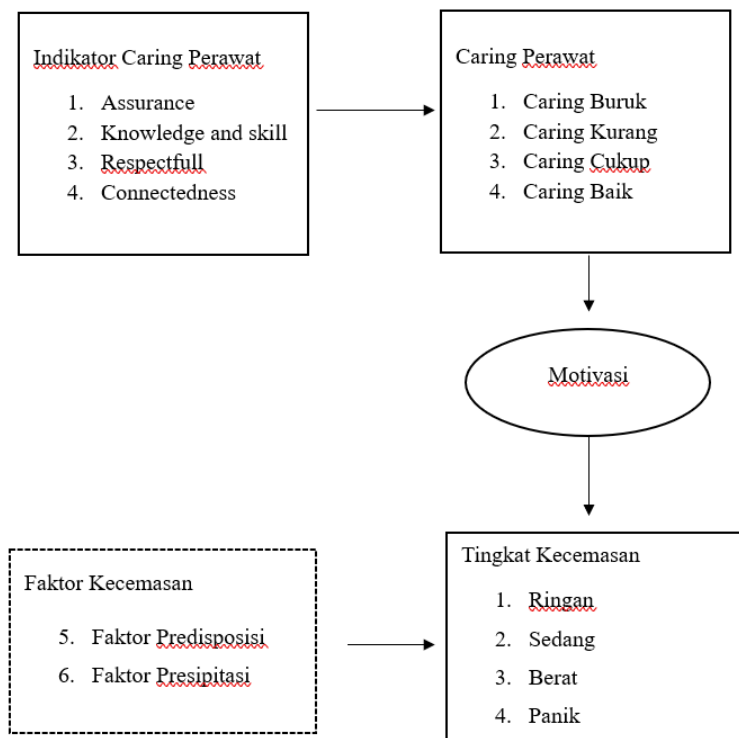 Indikator Caring Perawat
1. Assurance
2. Knowledge and skill
3. Respectfull
4. Connectedness
Caring Perawat
1. Caring Buruk
2. Caring Kurang
3. Caring Cukup
4. Caring Baik
Motivasi
Faktor Kecemasan
5. Faktor Predisposisi
6. Faktor Presipitasi
Tingkat Kecemasan
1. Ringan
2. Sedang
3. Berat
4. Panik